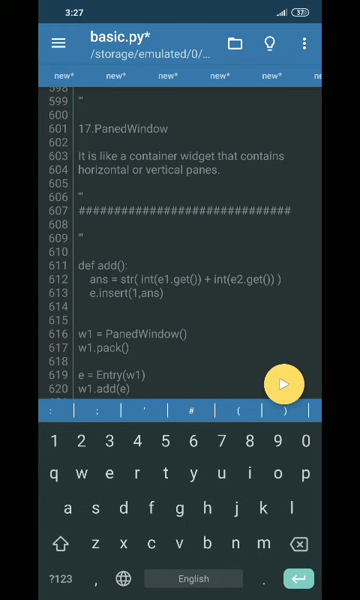 3:27
37
basic.py*
/storage/emulated/0/...
new* new* new* new* new* ne
598
599 '''
600
601 17.PanedWindow
602
603 It is like a container widget that contains
604 horizontal or vertical panes.
605
606 '''
607 ##############################
608
609 '''
610
611 def add():
612 ans = str( int(e1.get()) + int(e2.get()) )
613 e.insert(1,ans)
614
615
616 w1 = PanedWindow()
617 w1.pack()
618
619 e = Entry(w1)
620 w1.add(e)
: ; ' # ( )
1 2 3 4 5 6 7 8 9 0
q w e r t y u i o p
a s d f g h j k l
z x c v b n m
?123 , English .